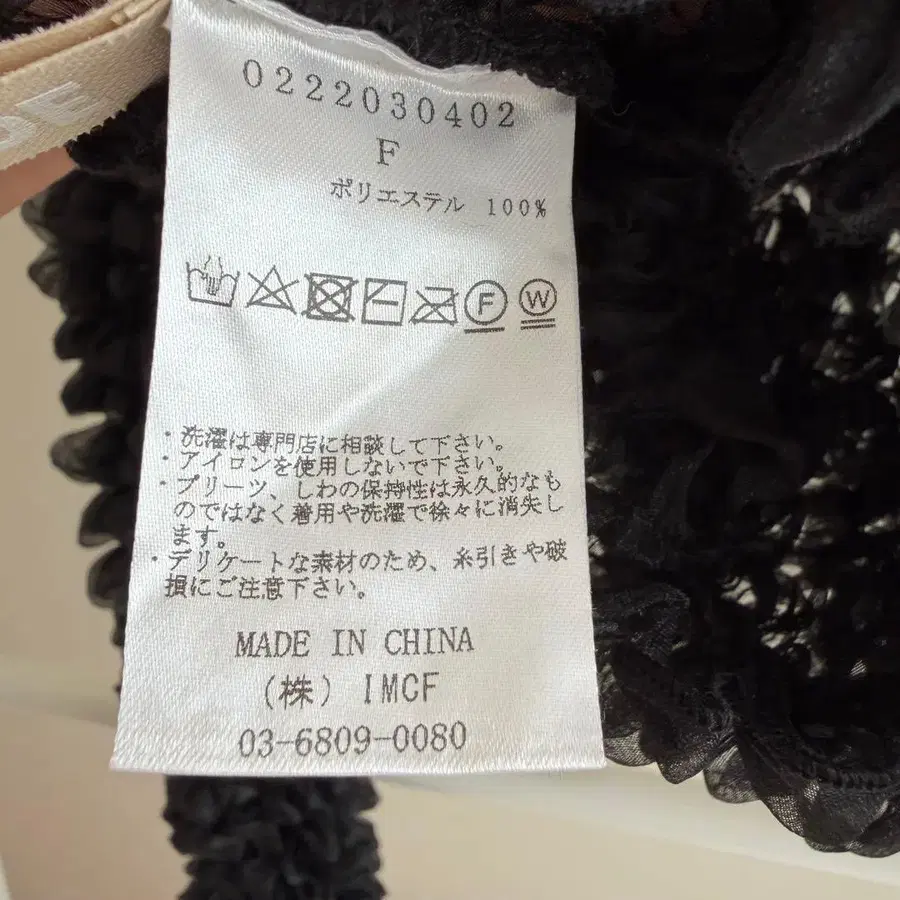 DE
0222030402
F
ポリエステル 100%
F W
・洗濯は専門店に相談して下さい。
・アイロンを使用しないで下さい。
・プリーツ、しわの保持性は永久的なも
のではなく着用や洗濯で徐々に消失し
ます。
・デリケートな素材のため、糸引きや破
損にご注意下さい。
MADE IN CHINA
（株） IMCF
03-6809-0080